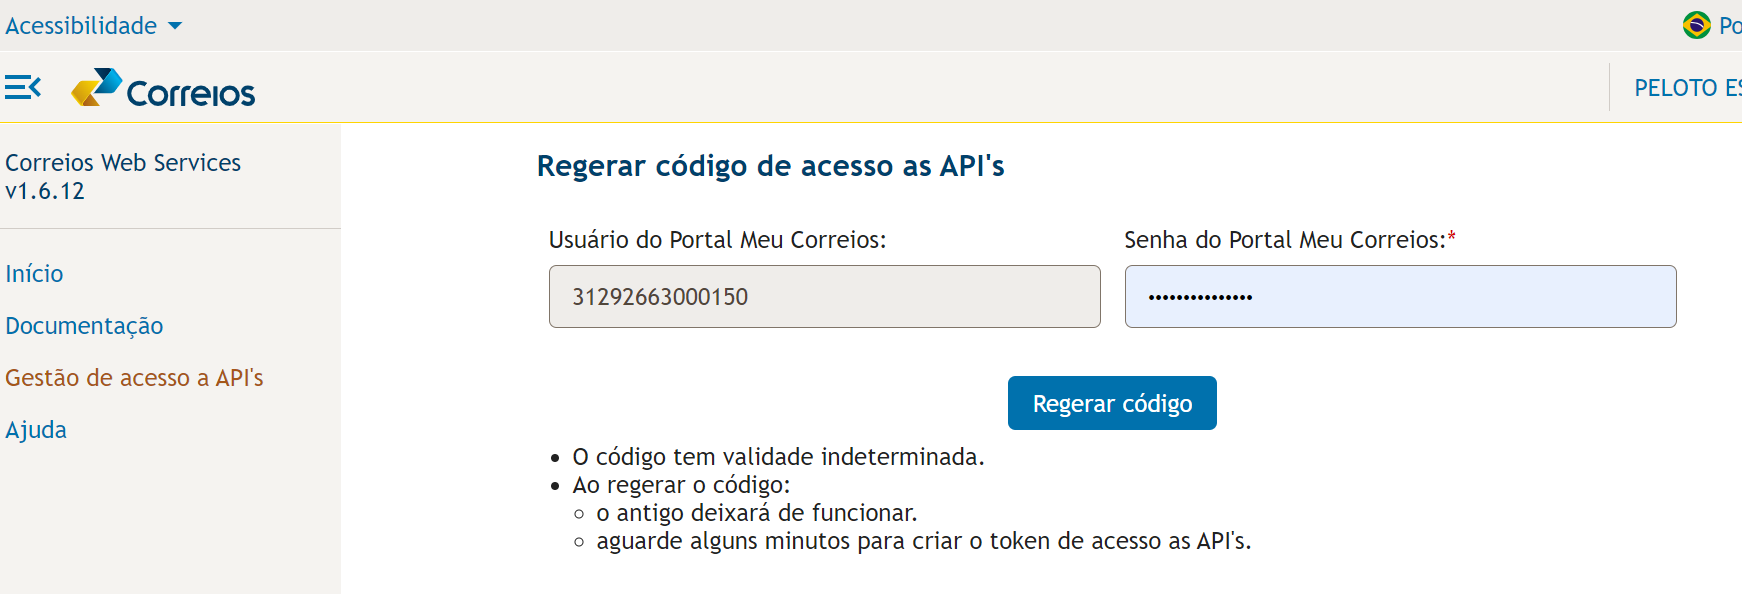 Acessibilidade
Correios
PELOTO
Correios Web Services
v1.6.12
Início
Documentação
Gestão de acesso a API's
Ajuda
Regerar código de acesso as API's
Usuário do Portal Meu Correios:
31292663000150
Senha do Portal Meu Correios:*
•••••••••••••••
Regerar código
• O código tem validade indeterminada.
• Ao regerar o código:
○ o antigo deixará de funcionar.
○ aguarde alguns minutos para criar o token de acesso as API's.